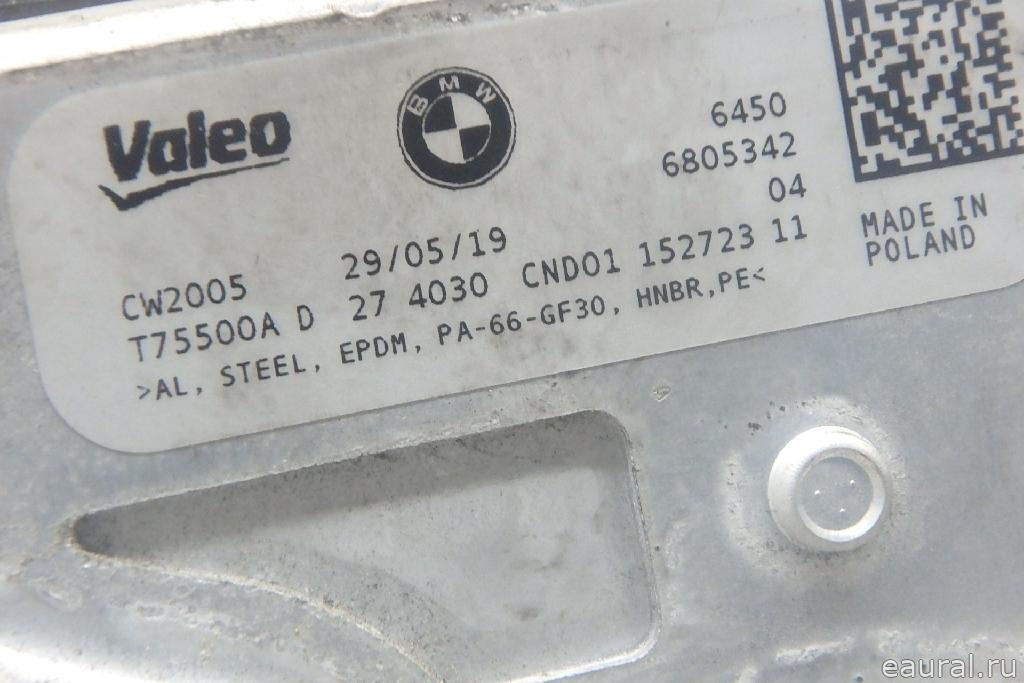 Valeo
BMW
6450
6805342
04
MADE IN
POLAND
CW2005 29/05/19
T75500A D 27 4030 CND01 152723 11
>AL, STEEL, EPDM, PA-66-GF30, HNBR,PE<
eaural.ru